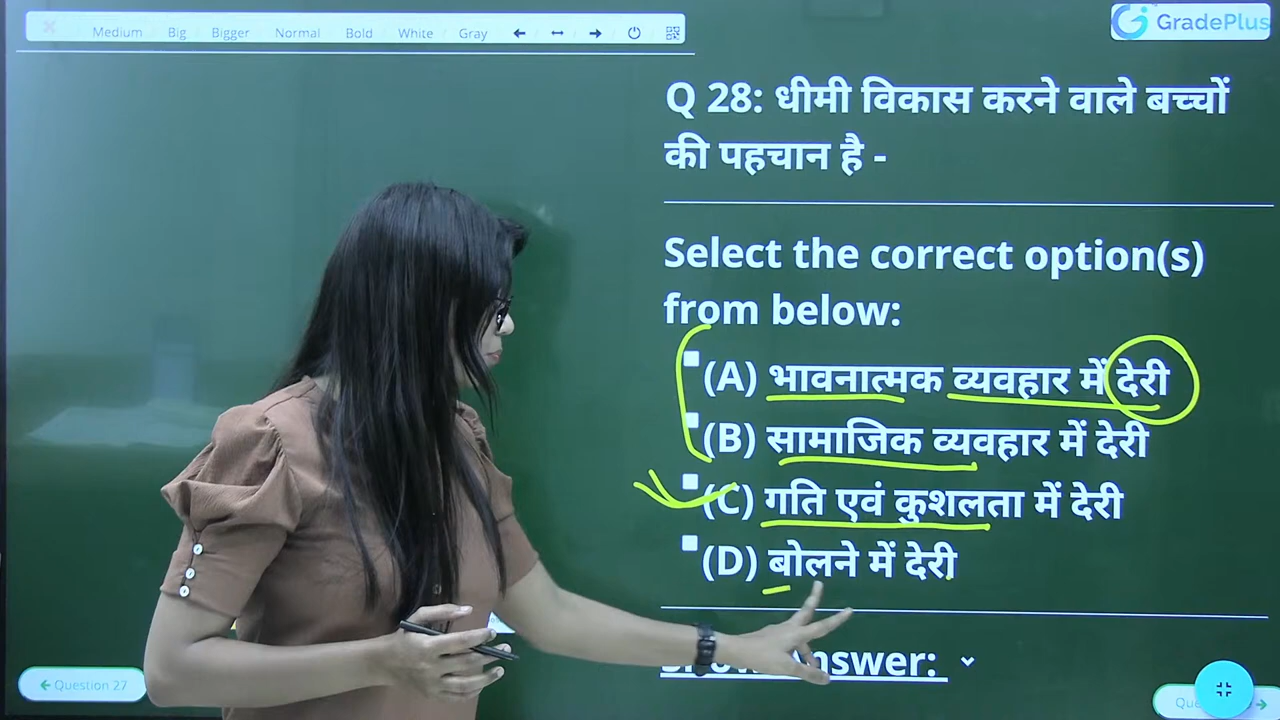 Medium Big Bigger Normal Bold White Gray
GradePlus
Q 28: धीमी विकास करने वाले बच्चों
की पहचान है -
Select the correct option(s)
from below:
(A) भावनात्मक व्यवहार में देरी
(B) सामाजिक व्यवहार में देरी
(C) गति एवं कुशलता में देरी
(D) बोलने में देरी
Answer:
Question 27